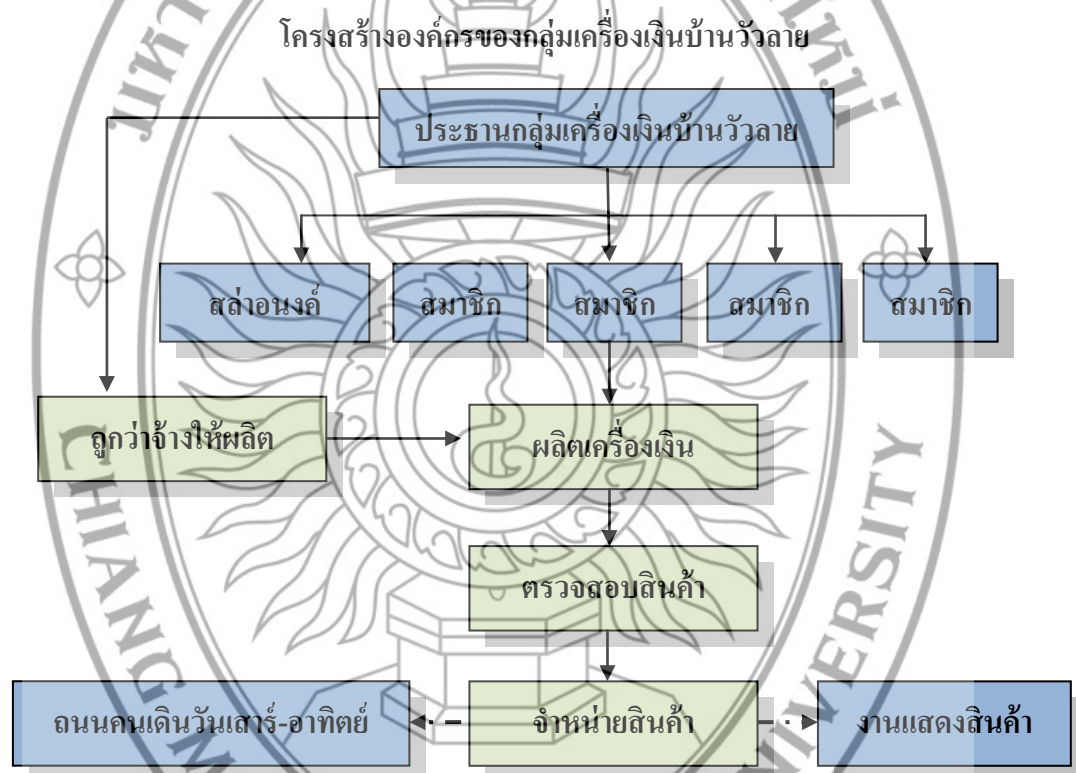 โครงสร้างองค์กรของกลุ่มเครื่องเงินบ้านวัวลาย
ประธานกลุ่มเครื่องเงินบ้านวัวลาย
สล่าอนงค์
สมาชิก
สมาชิก
สมาชิก
สมาชิก
ถูกว่าจ้างให้ผลิต
ผลิตเครื่องเงิน
ตรวจสอบสินค้า
ถนนคนเดินวันเสาร์-อาทิตย์
จำหน่ายสินค้า
งานแสดงสินค้า